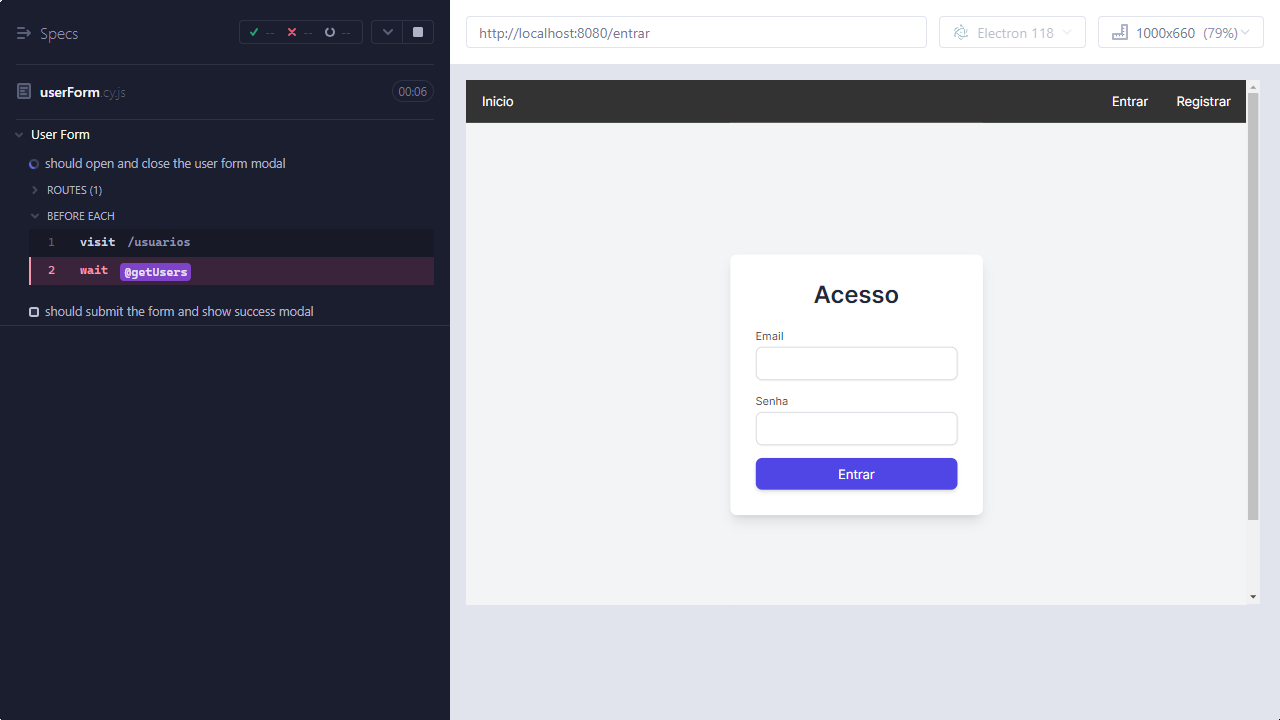 Specs
-- -- --
userForm.cy.js 00:06
User Form
should open and close the user form modal
ROUTES (1)
BEFORE EACH
1 visit /usuarios
2 wait @getUsers
should submit the form and show success modal
http://localhost:8080/entrar
Electron 118
1000x660 (79%)
Inicio Entrar Registrar
Acesso
Email
Senha
Entrar